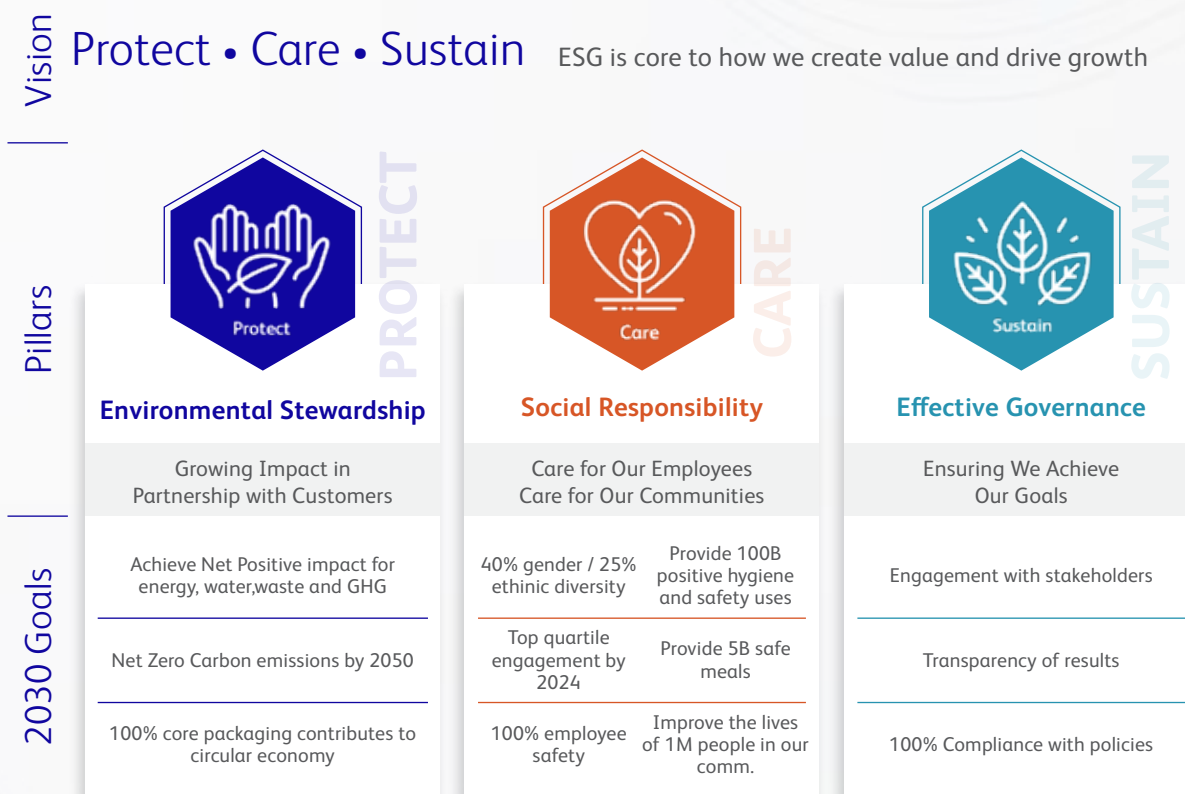 Vision
Protect • Care • Sustain
ESG is core to how we create value and drive growth
Pillars
Protect
PROTECT
Environmental Stewardship
Growing Impact in
Partnership with Customers
Care
CARE
Social Responsibility
Care for Our Employees
Care for Our Communities
Sustain
SUSTAIN
Effective Governance
Ensuring We Achieve
Our Goals
2030 Goals
Achieve Net Positive impact for
energy, water,waste and GHG
Net Zero Carbon emissions by 2050
100% core packaging contributes to
circular economy
40% gender / 25%
ethinic diversity
Provide 100B
positive hygiene
and safety uses
Top quartile
engagement by
2024
Provide 5B safe
meals
100% employee
safety
Improve the lives
of 1M people in our
comm.
Engagement with stakeholders
Transparency of results
100% Compliance with policies